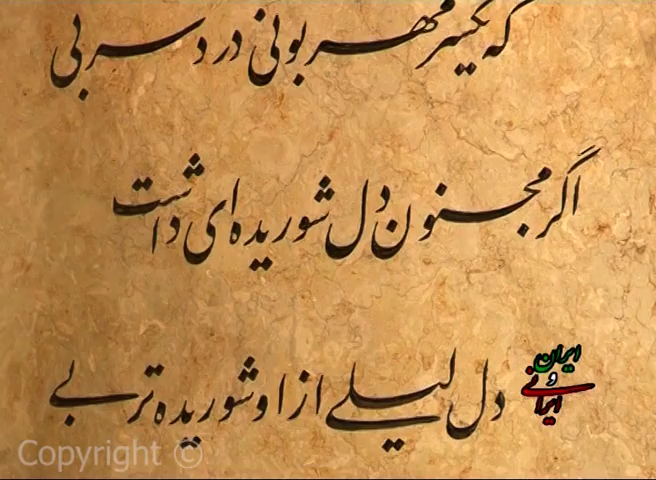 که یکسر مهربونی دردسر بی
اگر مجنون دل شوریده‌ای داشت
دل لیلی از او شوریده‌تر بی
ایران
و
ایرانی
Copyright ©